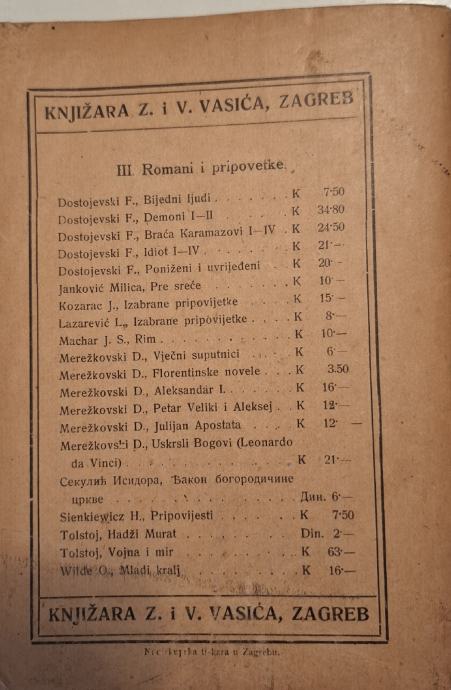 KNJIŽARA Z. i V. VASIĆA, ZAGREB
III. Romani i pripovetke.
Dostojevski F., Bijedni ljudi . . . . . . . K 7·50
Dostojevski F., Demoni I—II . . . . . . K 34·80
Dostojevski F., Braća Karamazovi I—IV . K 24·50
Dostojevski F., Idiot I—IV . . . . . . . K 21·—
Dostojevski F., Poniženi i uvrijeđeni . . K 20·—
Janković Milica, Pre sreće . . . . . . . K 10·—
Kozarac J., Izabrane pripovijetke . . . . K 15·—
Lazarević L., Izabrane pripovijetke . . . . K 8·—
Machar J. S., Rim . . . . . . . . . . . K 10·—
Merežkovski D., Vječni suputnici . . . . K 6·—
Merežkovski D., Florentinske novele . . . K 3.50
Merežkovski D., Aleksandar I. . . . . . . K 16·—
Merežkovski D., Petar Veliki i Aleksej . . K 12·—
Merežkovski D., Julijan Apostata . . . . K 12·—
Merežkovski D., Uskrsli Bogovi (Leonardo
da Vinci) . . . . . . . . . . . . . K 21·—
Секулић Исидора, Ђакон богородичине
цркве . . . . . . . . . . . . Дин. 6·—
Sienkiewicz H., Pripovijesti . . . . . . . K 7·50
Tolstoj, Hadži Murat . . . . . . . . . Din. 2·—
Tolstoj, Vojna i mir . . . . . . . . . . K 63·—
Wilde O., Mladi kralj . . . . . . . . . K 16·—
KNJIŽARA Z. i V. VASIĆA, ZAGREB
u Zagrebu.